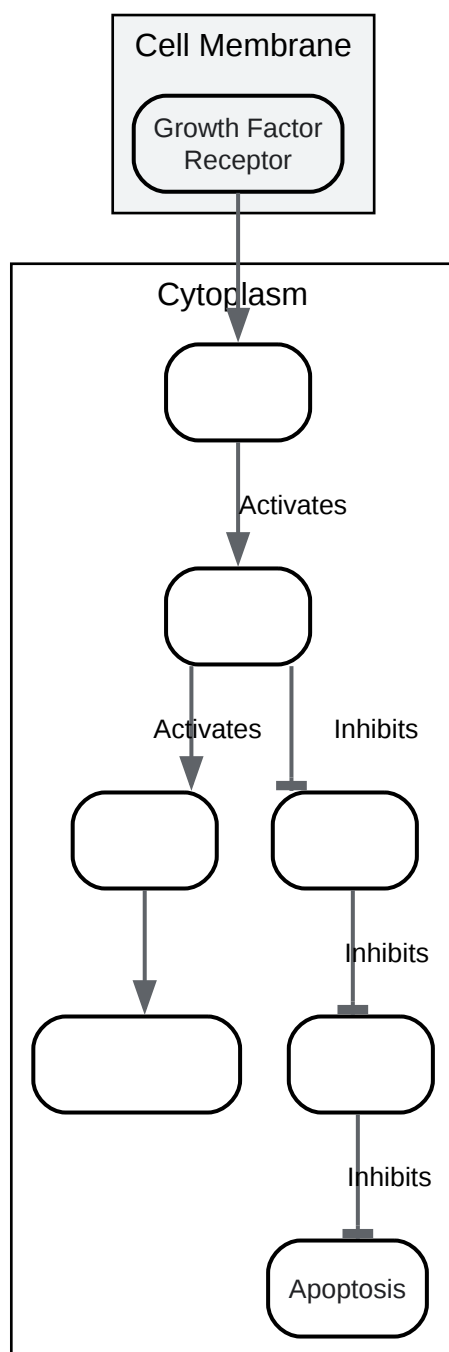 Cell Membrane
Growth Factor
Receptor
Cytoplasm
Activates
Activates
Inhibits
Inhibits
Inhibits
Apoptosis